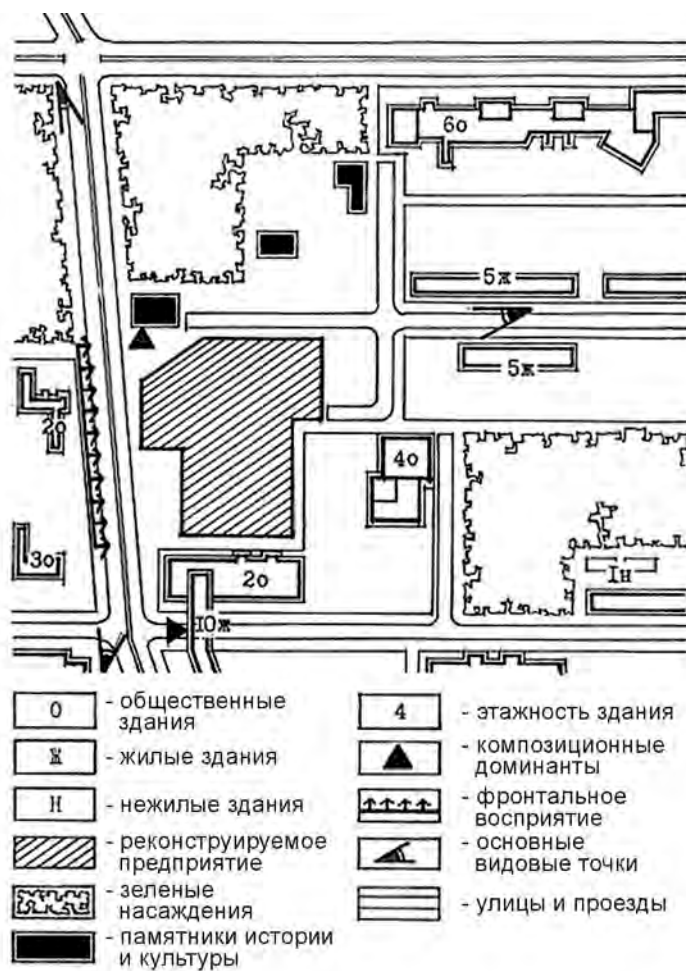 6о
5ж
5ж
2о
4о
3о
2о
1н
10ж
О
- общественные
здания
Ж
- жилые здания
Н
- нежилые здания
- реконструируемое
предприятие
- зеленые
насаждения
- памятники истории
и культуры
4
- этажность здания
- композиционные
доминанты
- фронтальное
восприятие
- основные
видовые точки
- улицы и проезды